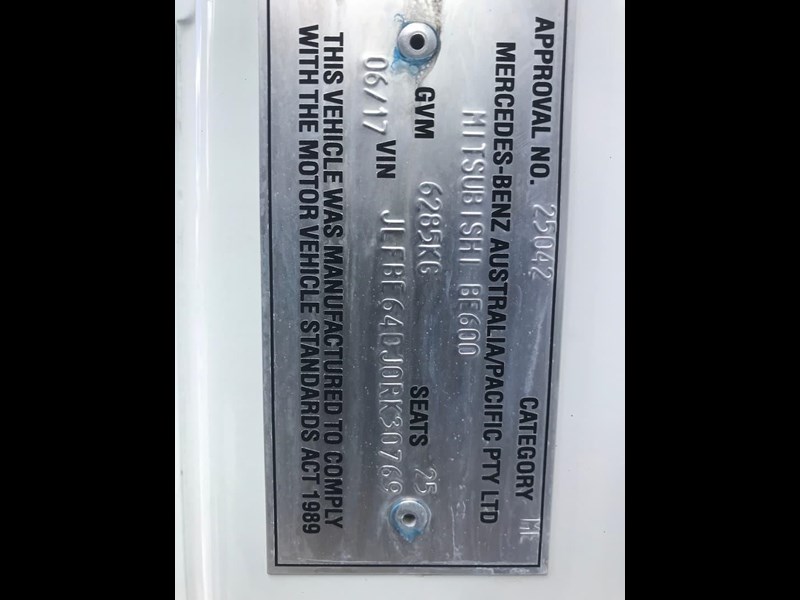 APPROVAL NO. 25042 CATEGORY ME
MERCEDES-BENZ AUSTRALIA/PACIFIC PTY LTD
MITSUBISHI BE600
GVM 6285KG SEATS 25
06/17 VIN JLFBE64DJ0RK30769
THIS VEHICLE WAS MANUFACTURED TO COMPLY
WITH THE MOTOR VEHICLE STANDARDS ACT 1989